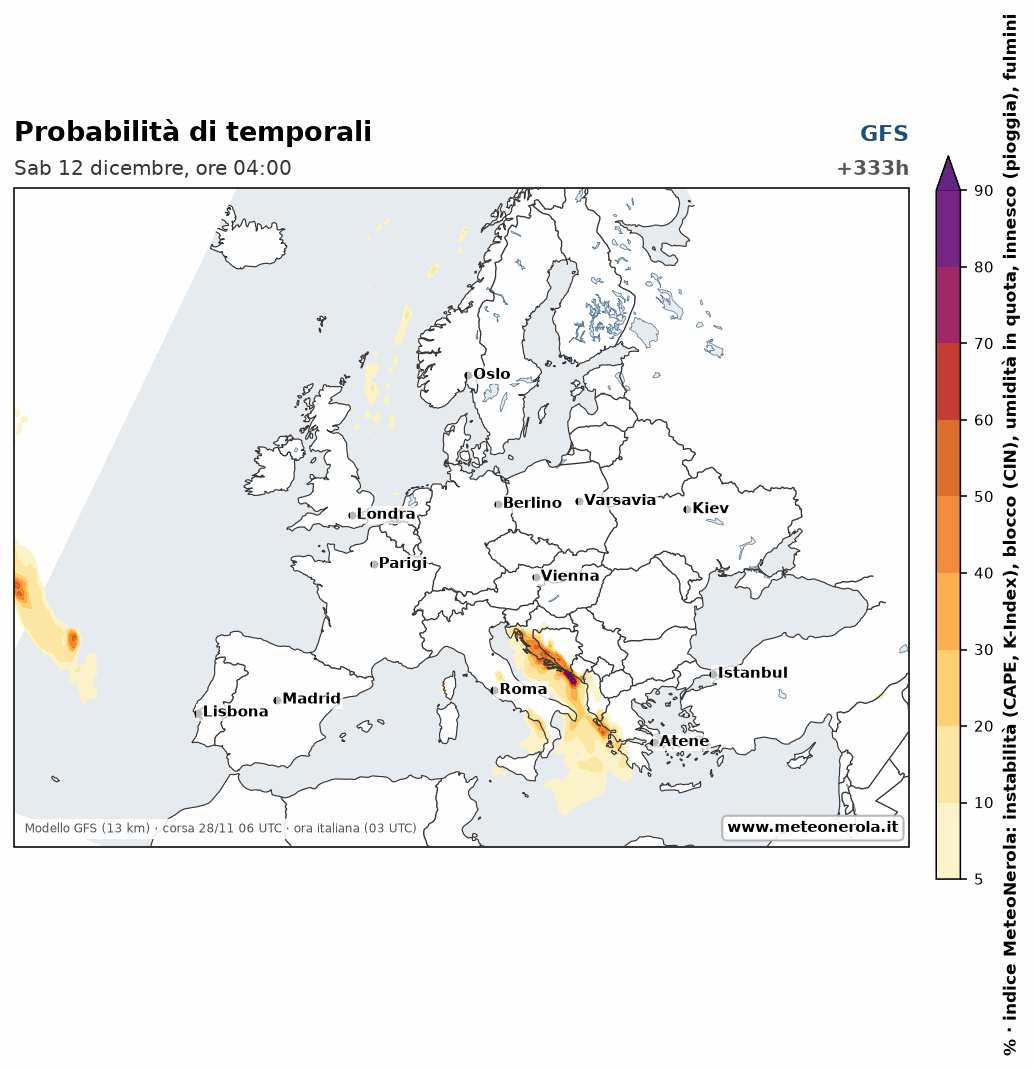 Probabilità di temporali
GFS
Sab 12 dicembre, ore 04:00
+333h
Oslo
Berlino
Varsavia
Kiev
Londra
Parigi
Vienna
Istanbul
Roma
Madrid
Lisbona
Atene
Modello GFS (13 km) · corsa 28/11 06 UTC · ora italiana (03 UTC)
www.meteonerola.it
90
80
70
60
50
40
30
20
10
5
% · indice MeteoNerola: instabilità (CAPE, K-Index), blocco (CIN), umidità in quota, innesco (pioggia), fulmini